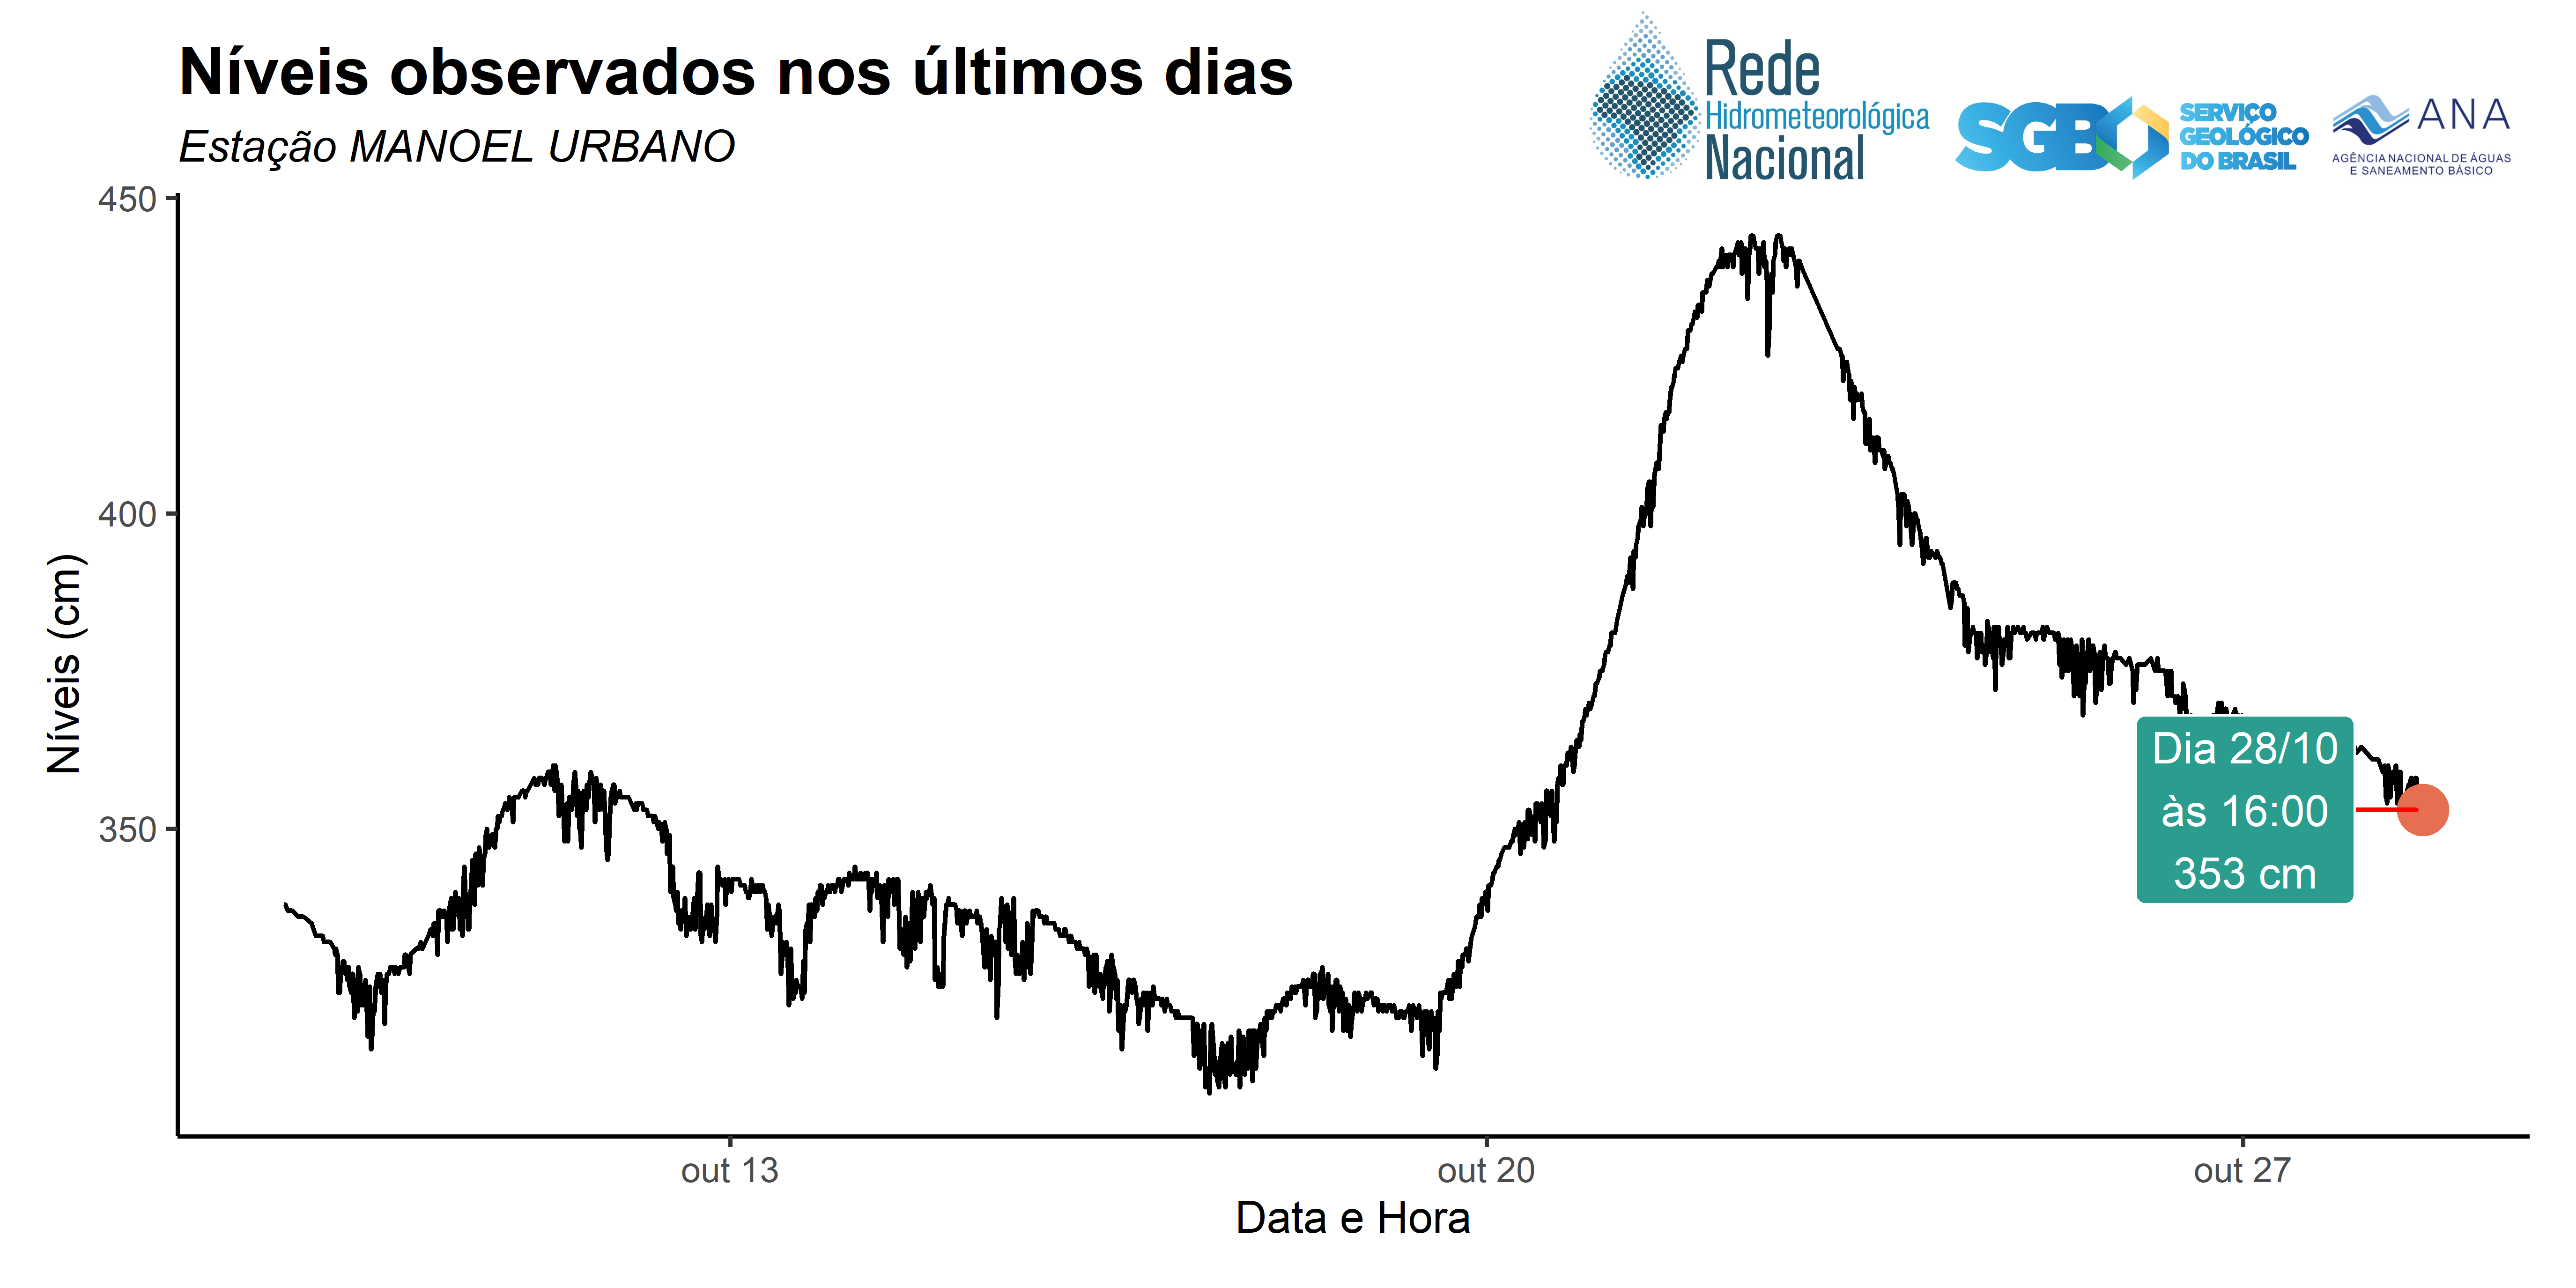 Níveis observados nos últimos dias
Estação MANOEL URBANO
Rede
Hidrometeorológica
Nacional
SGB
SERVIÇO
GEOLÓGICO
DO BRASIL
ANA
AGÊNCIA NACIONAL DE ÁGUAS
E SANEAMENTO BÁSICO
450
400
350
Níveis (cm)
Dia 28/10
às 16:00
353 cm
out 13
out 20
out 27
Data e Hora